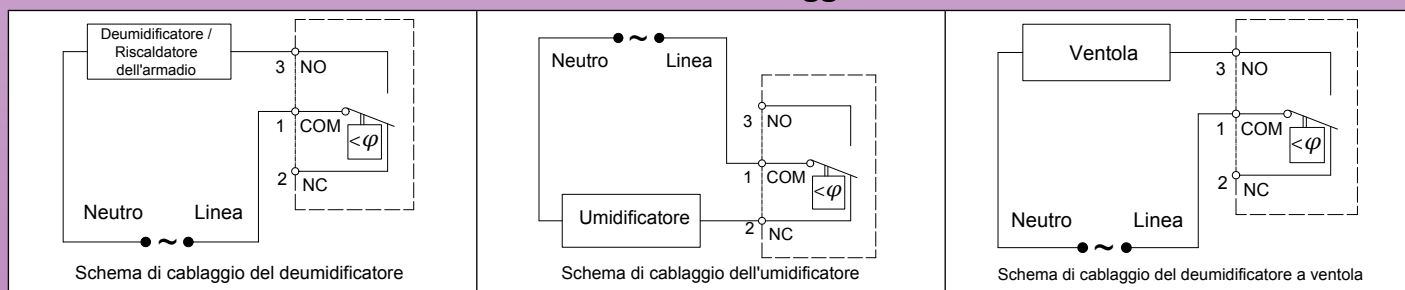 Deumidificatore /
Riscaldatore
dell'armadio
3 NO
1 COM
<φ
2 NC
Neutro Linea
~
Schema di cablaggio del deumidificatore
Neutro ~ Linea
3 NO
1 COM
<φ
Umidificatore
2 NC
Schema di cablaggio dell'umidificatore
Ventola
3 NO
1 COM
<φ
2 NC
Neutro Linea
~
Schema di cablaggio del deumidificatore a ventola